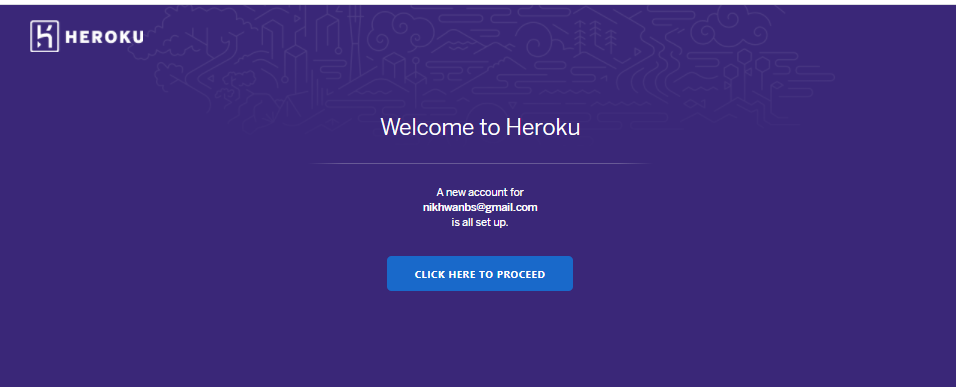 HEROKU
Welcome to Heroku
A new account for
nikhwanbs@gmail.com
is all set up.
CLICK HERE TO PROCEED